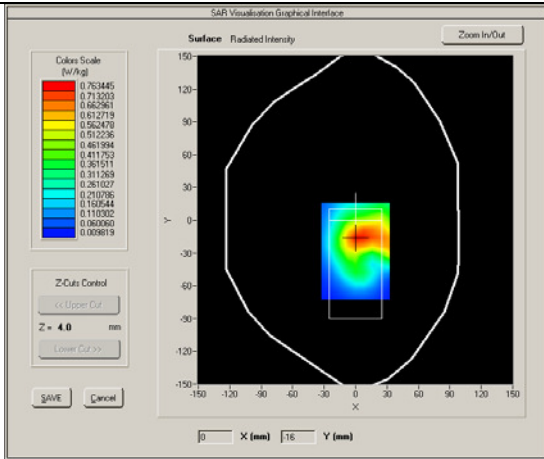 SAR Visualisation Graphical Interface
Surface Radiated Intensity
Zoom In/Out
Colors Scale
(W/kg)
0.763445
0.713203
0.662961
0.612719
0.562478
0.512236
0.461994
0.411753
0.361511
0.311269
0.261027
0.210786
0.160544
0.110302
0.060060
0.009819
Z-Cuts Control
<< Upper Cut
Z = 4.0 mm
Lower Cut >>
SAVE Cancel
150-
120-
90-
60-
30-
0-
-30-
-60-
-90-
-120-
-150-
Y
-150 -120 -90 -60 -30 0 30 60 90 120 150
X
0 X (mm) -16 Y (mm)